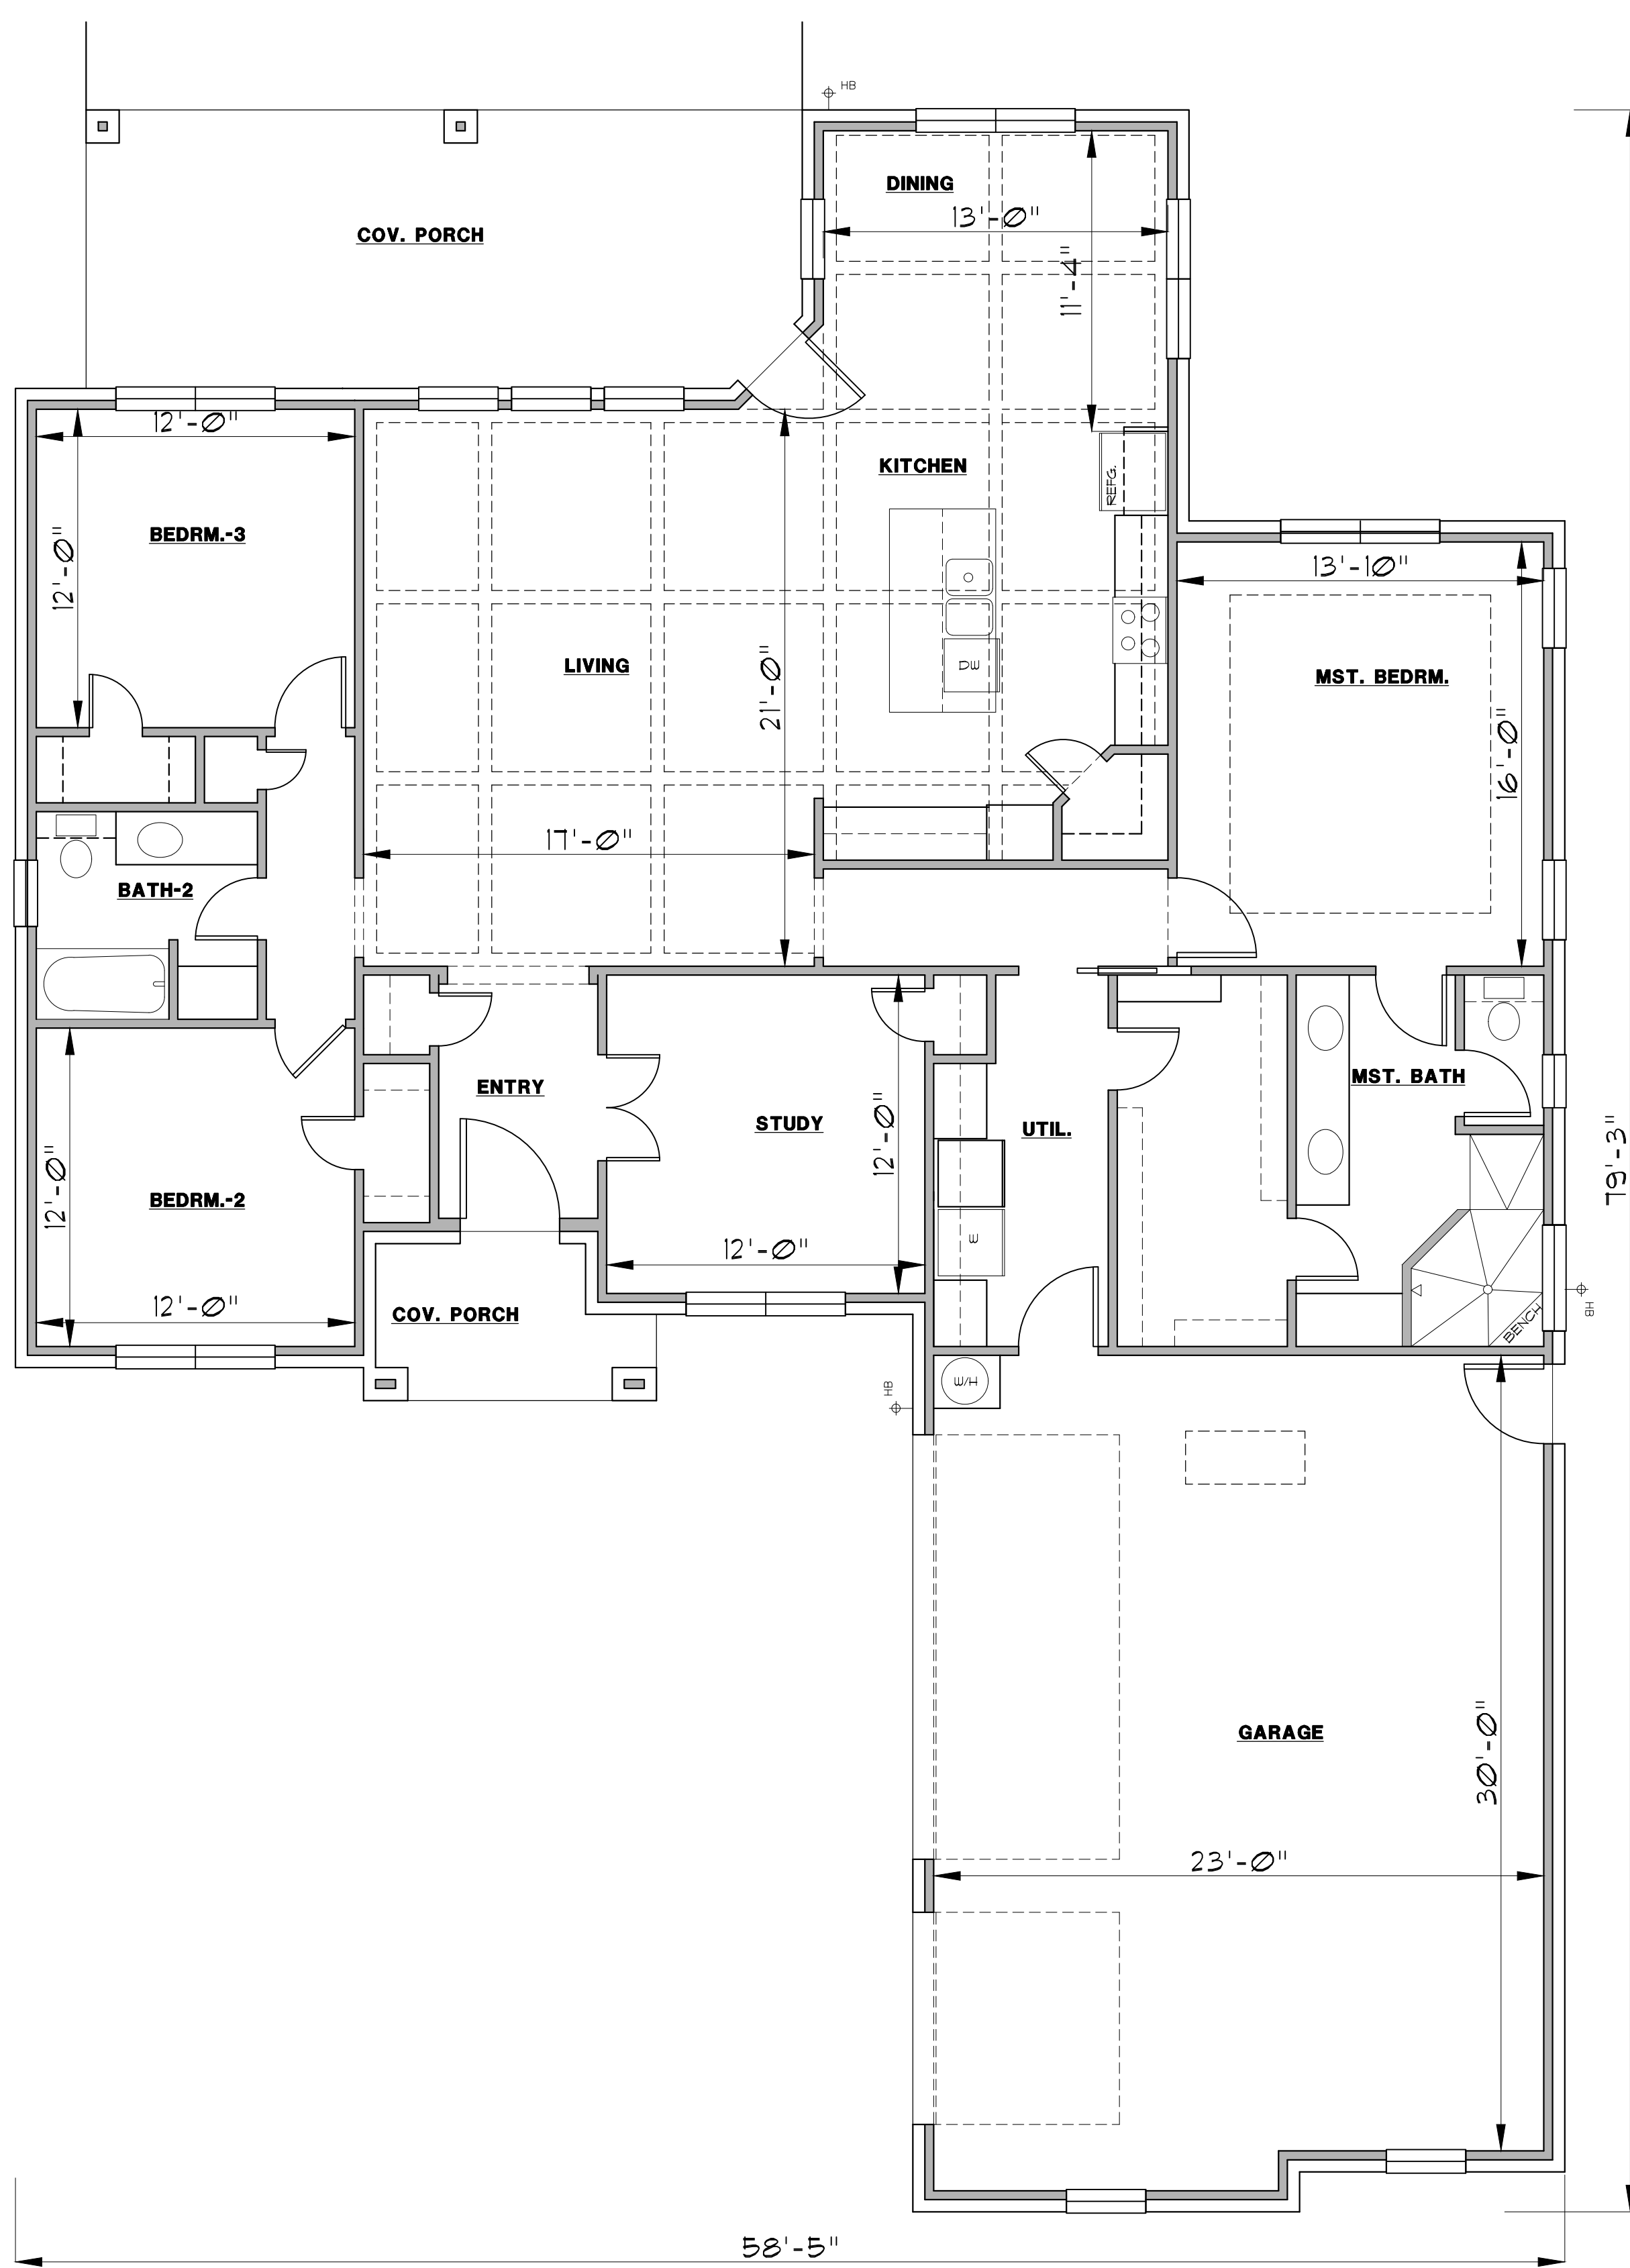 HB
DINING
13'-0"
COV. PORCH
11'-4"
12'-0"
KITCHEN
REFG.
BEDRM.-3
12'-0"
13'-10"
LIVING
DW
MST. BEDRM.
21'-0"
16'-0"
17'-0"
BATH-2
MST. BATH
ENTRY
STUDY
UTIL.
12'-0"
79'-3"
12'-0"
BEDRM.-2
W
12'-0"
12'-0"
COV. PORCH
BENCH
HB
W/H
HB
GARAGE
30'-0"
23'-0"
58'-5"